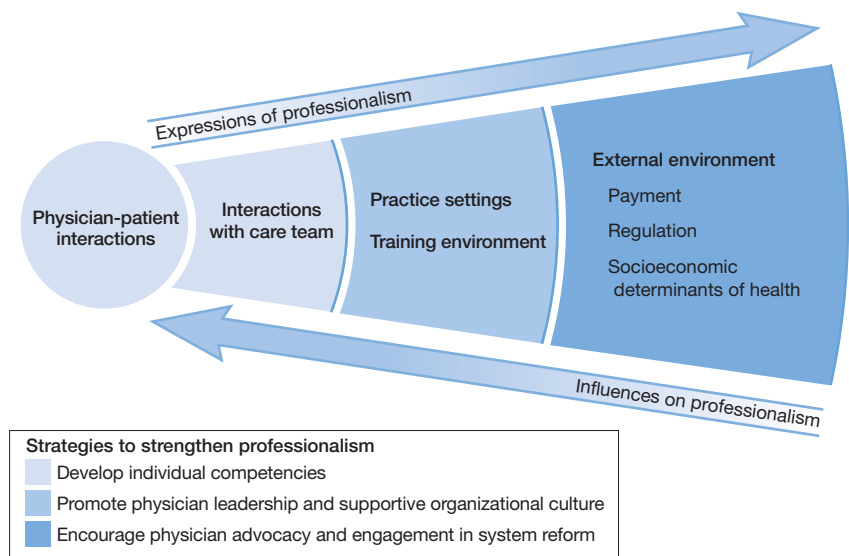 Expressions of professionalism
Physician-patient
interactions
Interactions
with care team
Practice settings
Training environment
External environment
Payment
Regulation
Socioeconomic
determinants of health
Influences on professionalism
Strategies to strengthen professionalism
Develop individual competencies
Promote physician leadership and supportive organizational culture
Encourage physician advocacy and engagement in system reform